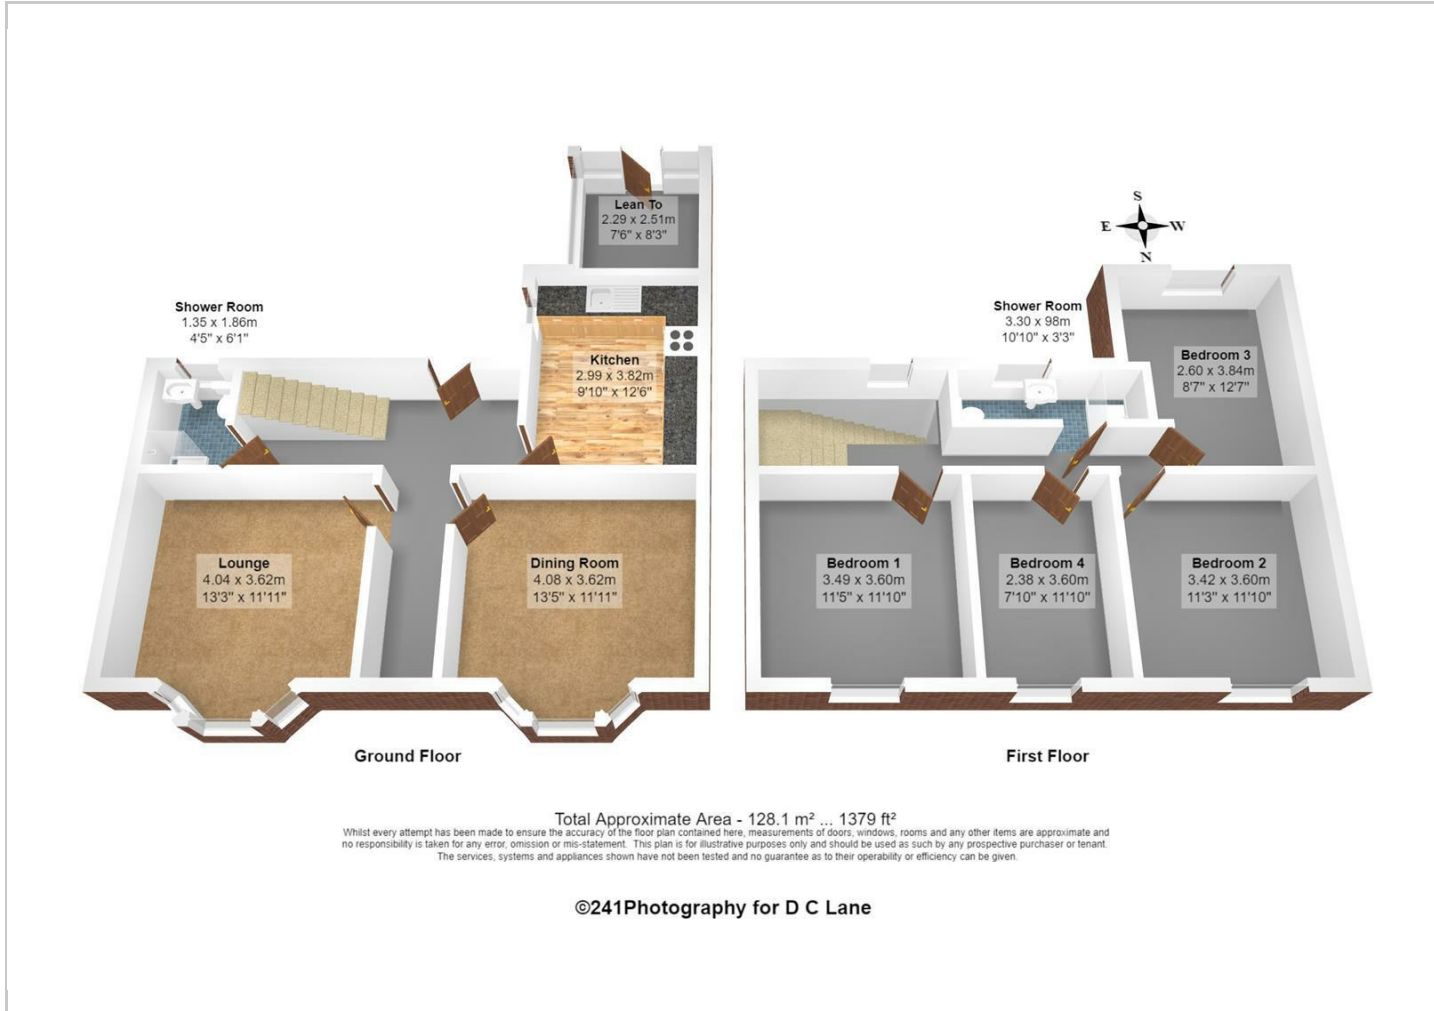 Lean To
2.29 x 2.51m
7'6" x 8'3"
S
E
W
N
Shower Room
1.35 x 1.86m
4'5" x 6'1"
Kitchen
2.99 x 3.82m
9'10" x 12'6"
Shower Room
3.30 x 98m
10'10" x 3'3"
Bedroom 3
2.60 x 3.84m
8'7" x 12'7"
Lounge
4.04 x 3.62m
13'3" x 11'11"
Dining Room
4.08 x 3.62m
13'5" x 11'11"
Bedroom 1
3.49 x 3.60m
11'5" x 11'10"
Bedroom 4
2.38 x 3.60m
7'10" x 11'10"
Bedroom 2
3.42 x 3.60m
11'3" x 11'10"
Ground Floor
First Floor
Total Approximate Area - 128.1 m² ... 1379 ft²
Whilst every attempt has been made to ensure the accuracy of the floor plan contained here, measurements of doors, windows, rooms and any other items are approximate and
no responsibility is taken for any error, omission or mis-statement. This plan is for illustrative purposes only and should be used as such by any prospective purchaser or tenant.
The services, systems and appliances shown have not been tested and no guarantee as to their operability or efficiency can be given.
©241Photography for D C Lane